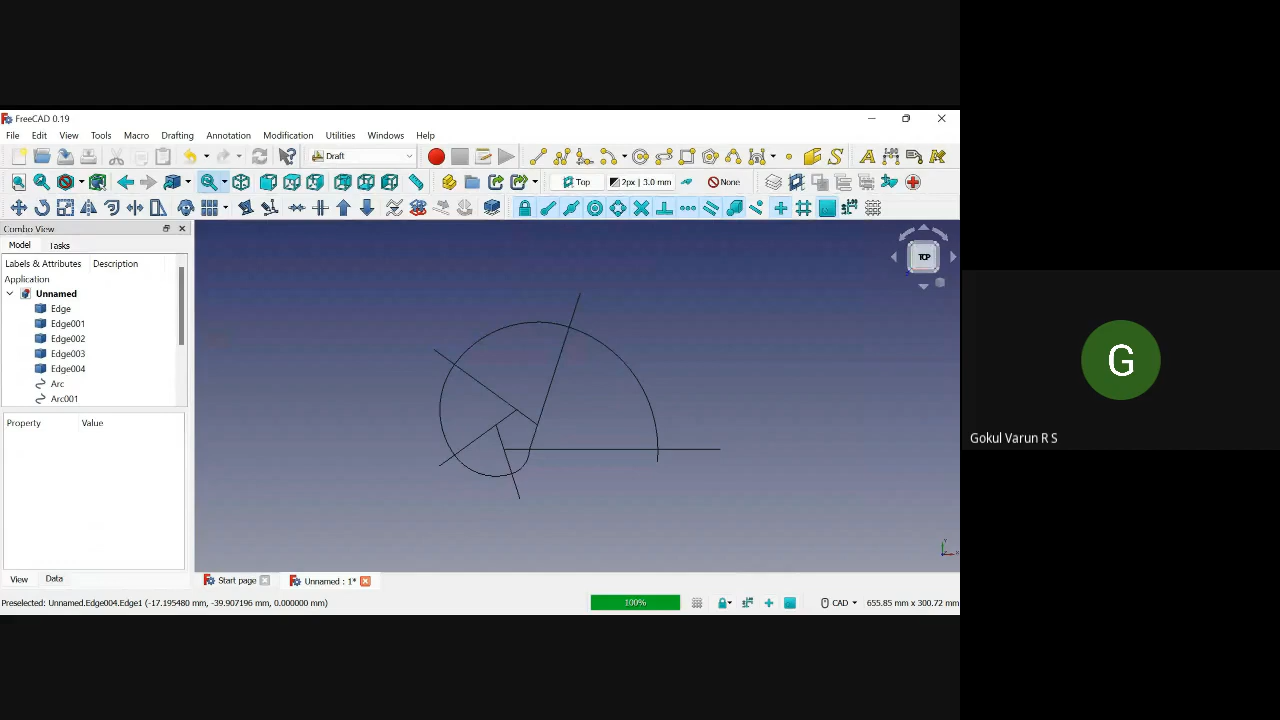 FreeCAD 0.19
File Edit View Tools Macro Drafting Annotation Modification Utilities Windows Help
Draft
Top 2px | 3.0 mm None
Combo View
Model Tasks
Labels & Attributes Description
Application
Unnamed
Edge
Edge001
Edge002
Edge003
Edge004
Arc
Arc001
Property Value
View Data
TOP
Start page Unnamed : 1*
Preselected: Unnamed.Edge004.Edge1 (-17.195480 mm, -39.907196 mm, 0.000000 mm) 100% CAD 655.85 mm x 300.72 mm
G
Gokul Varun R S